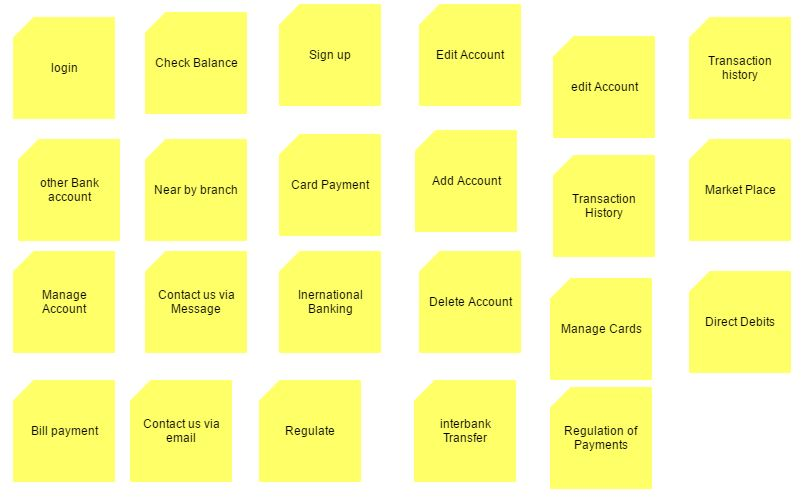 login
Check Balance
Sign up
Edit Account
edit Account
Transaction
history
other Bank
account
Near by branch
Card Payment
Add Account
Transaction
History
Market Place
Manage
Account
Contact us via
Message
Inernational
Banking
Delete Account
Manage Cards
Direct Debits
Bill payment
Contact us via
email
Regulate
interbank
Transfer
Regulation of
Payments